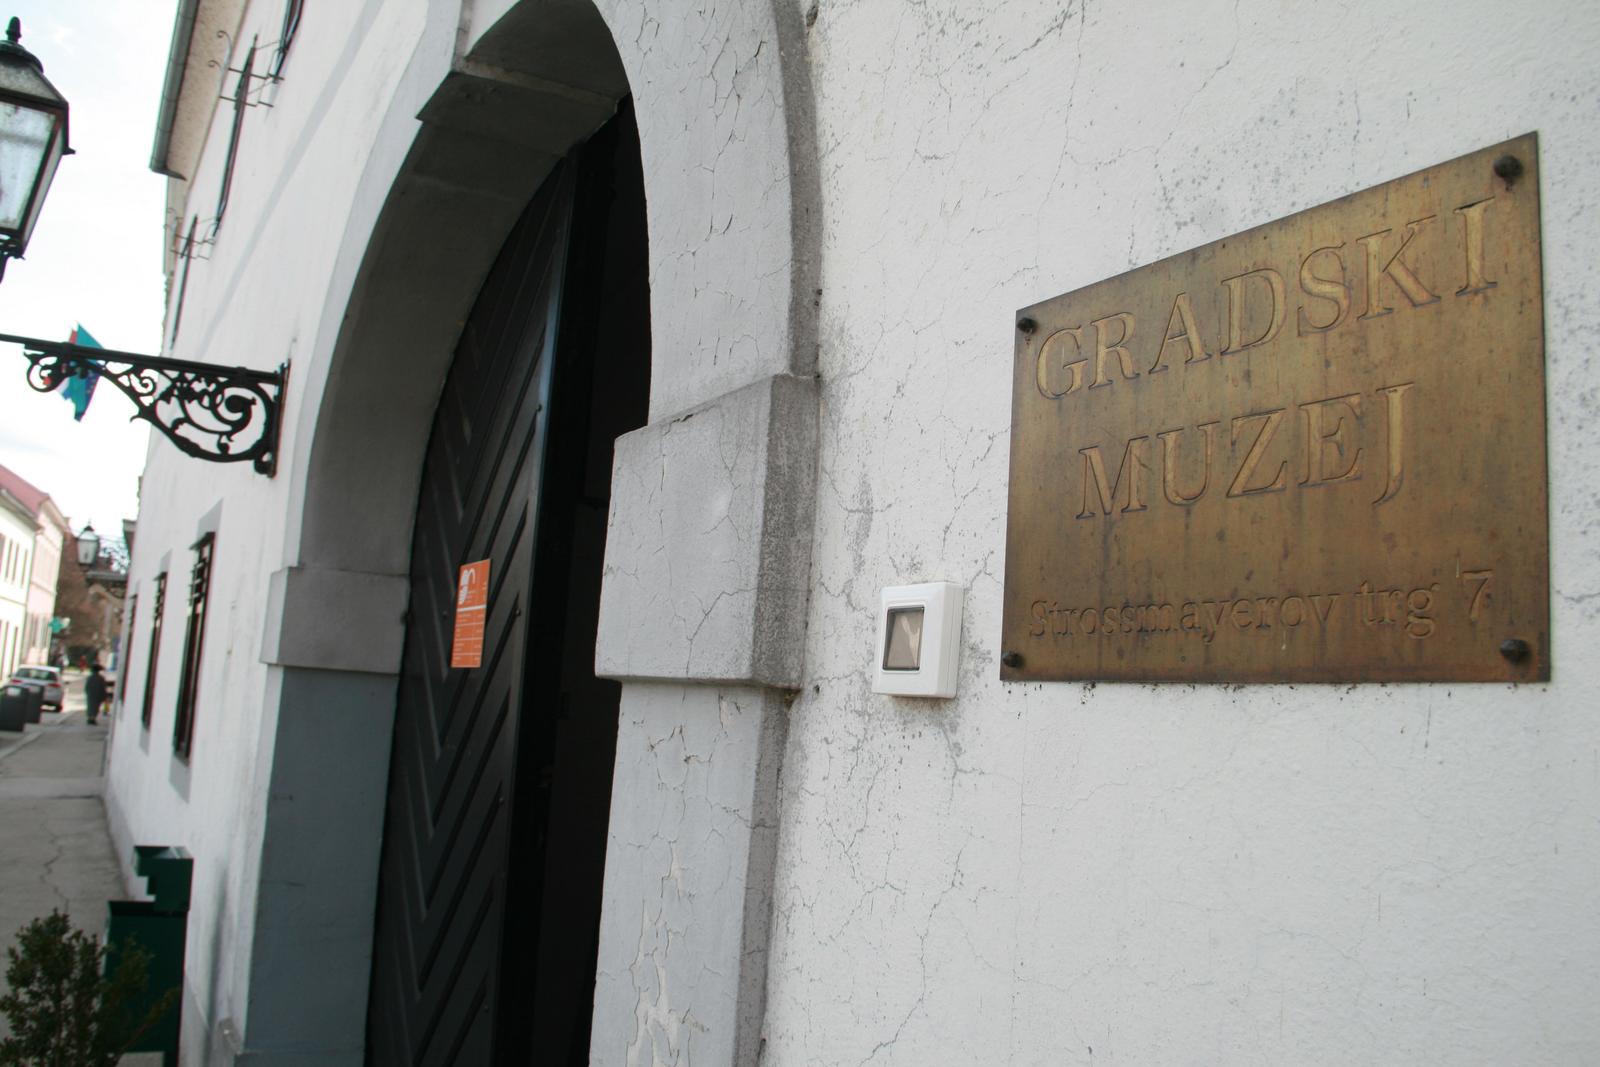 GRADSKI
MUZEJ
Strossmayerov trg 7